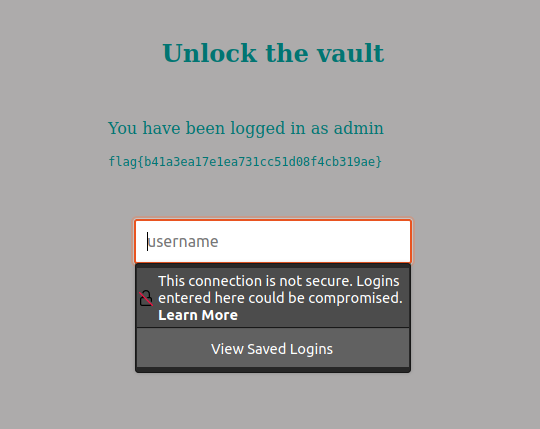 Unlock the vault
You have been logged in as admin
flag{b41a3ea17e1ea731cc51d08f4cb319ae}
username
This connection is not secure. Logins
entered here could be compromised.
Learn More
View Saved Logins